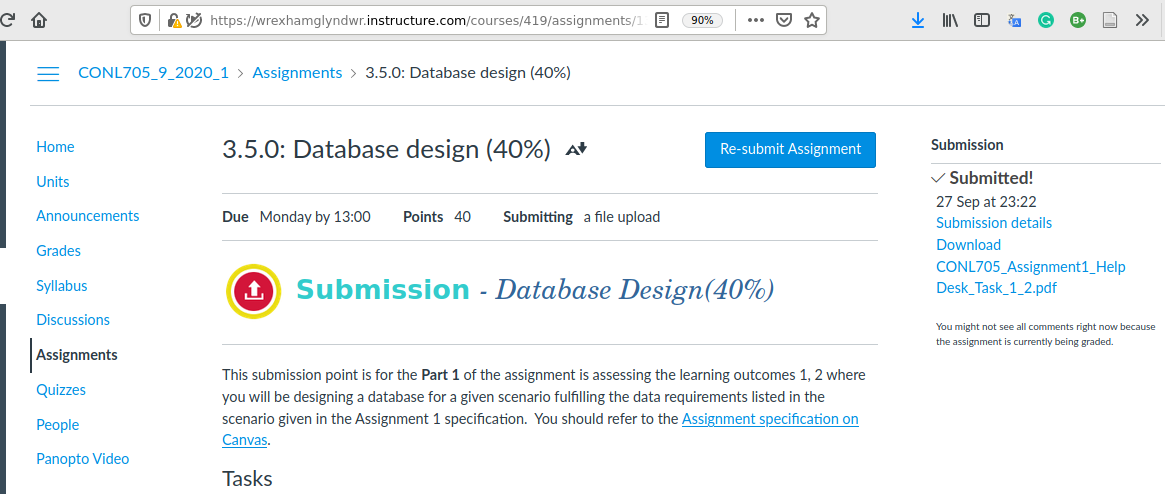 https://wrexhamglyndwr.instructure.com/courses/419/assignments/1
90%
CONL705_9_2020_1 > Assignments > 3.5.0: Database design (40%)
Home
Units
Announcements
Grades
Syllabus
Discussions
Assignments
Quizzes
People
Panopto Video
3.5.0: Database design (40%)
Re-submit Assignment
Due Monday by 13:00 Points 40 Submitting a file upload
Submission - Database Design(40%)
This submission point is for the Part 1 of the assignment is assessing the learning outcomes 1, 2 where
you will be designing a database for a given scenario fulfilling the data requirements listed in the
scenario given in the Assignment 1 specification. You should refer to the Assignment specification on
Canvas.
Tasks
Submission
Submitted!
27 Sep at 23:22
Submission details
Download
CONL705_Assignment1_Help
Desk_Task_1_2.pdf
You might not see all comments right now because
the assignment is currently being graded.